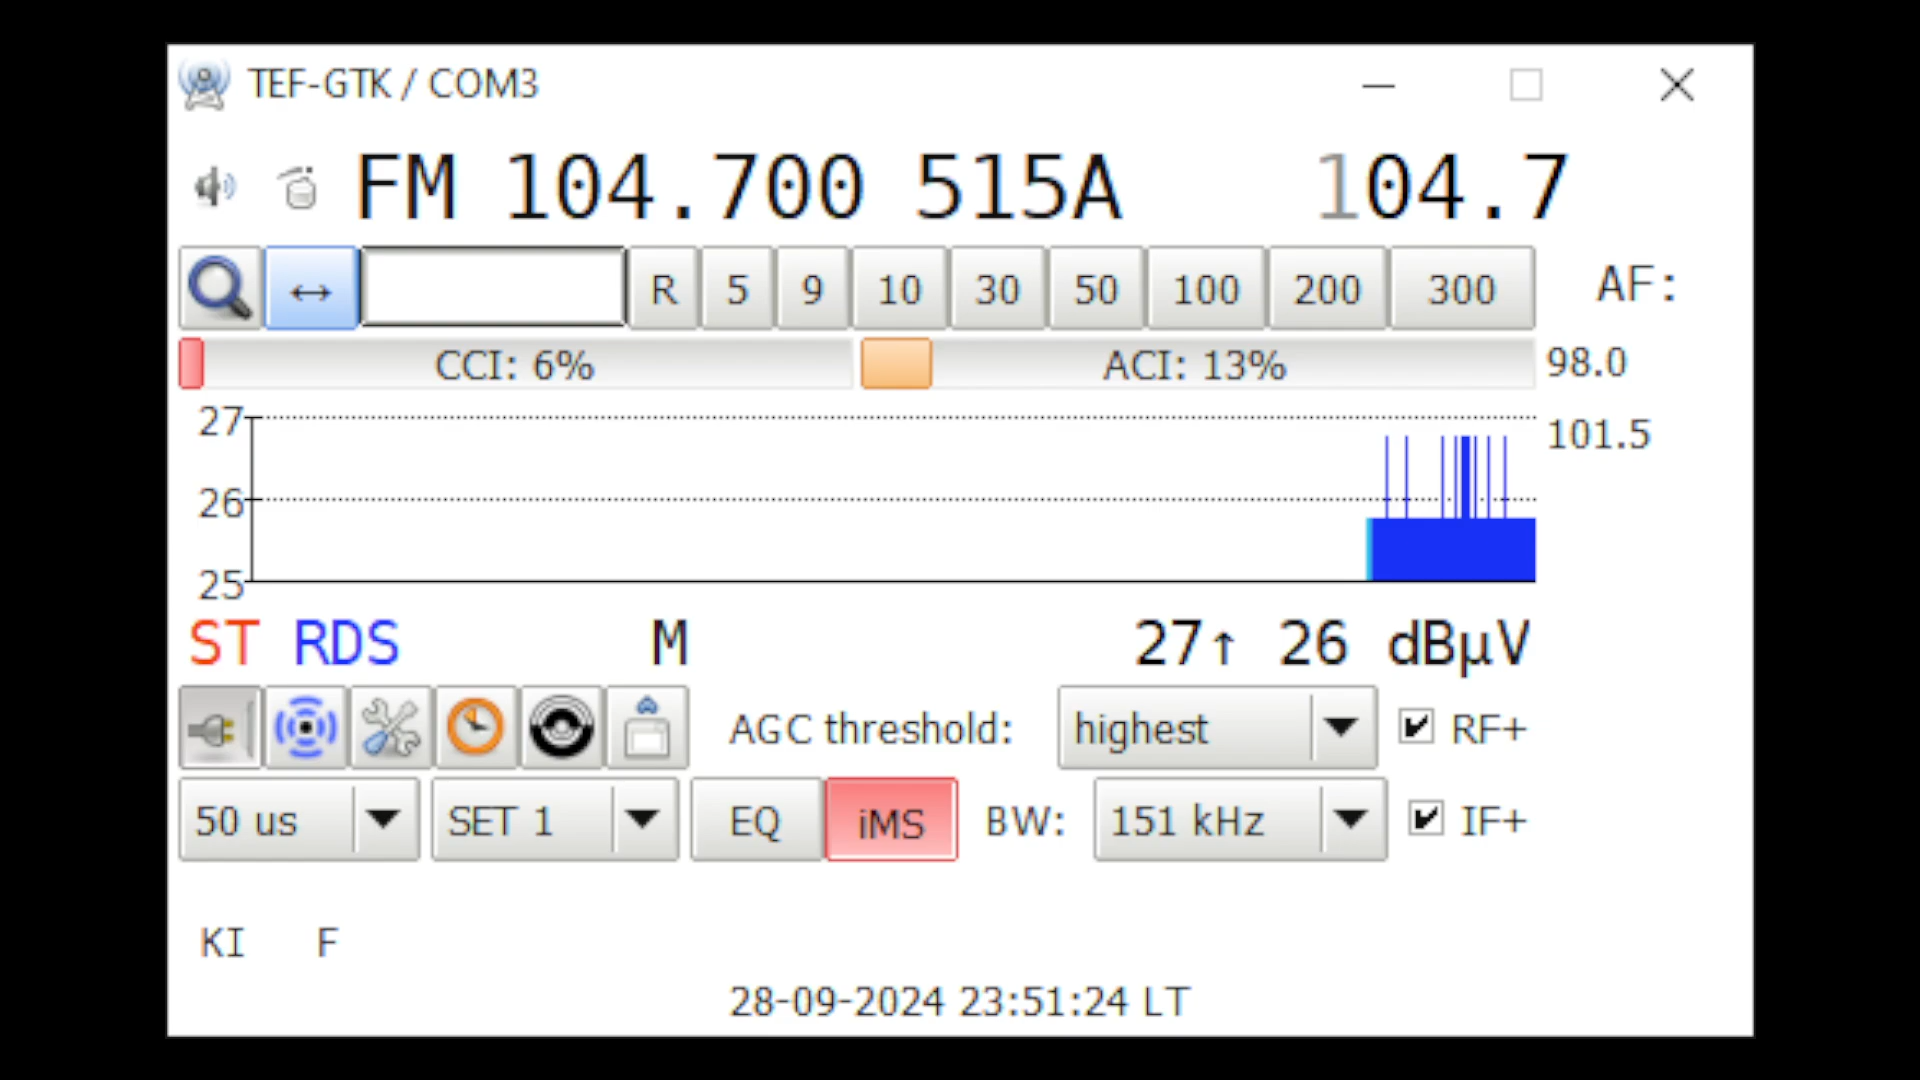 TEF-GTK / COM3
FM 104.700 515A 104.7
R 5 9 10 30 50 100 200 300 AF:
CCI: 6% ACI: 13% 98.0
27 101.5
26
25
ST RDS M 27↑ 26 dBµV
AGC threshold: highest RF+
50 us SET 1 EQ iMS BW: 151 kHz IF+
KI F
28-09-2024 23:51:24 LT